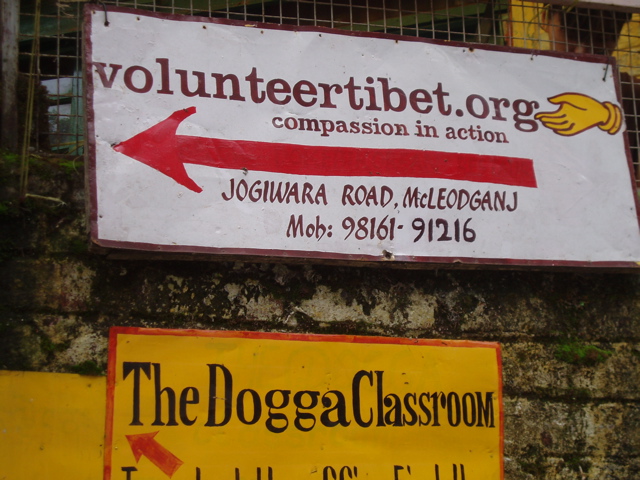 volunteertibet.org
compassion in action
JOGIWARA ROAD, McLEODGANJ
Mob: 98161-91216
The Dogga Classroom